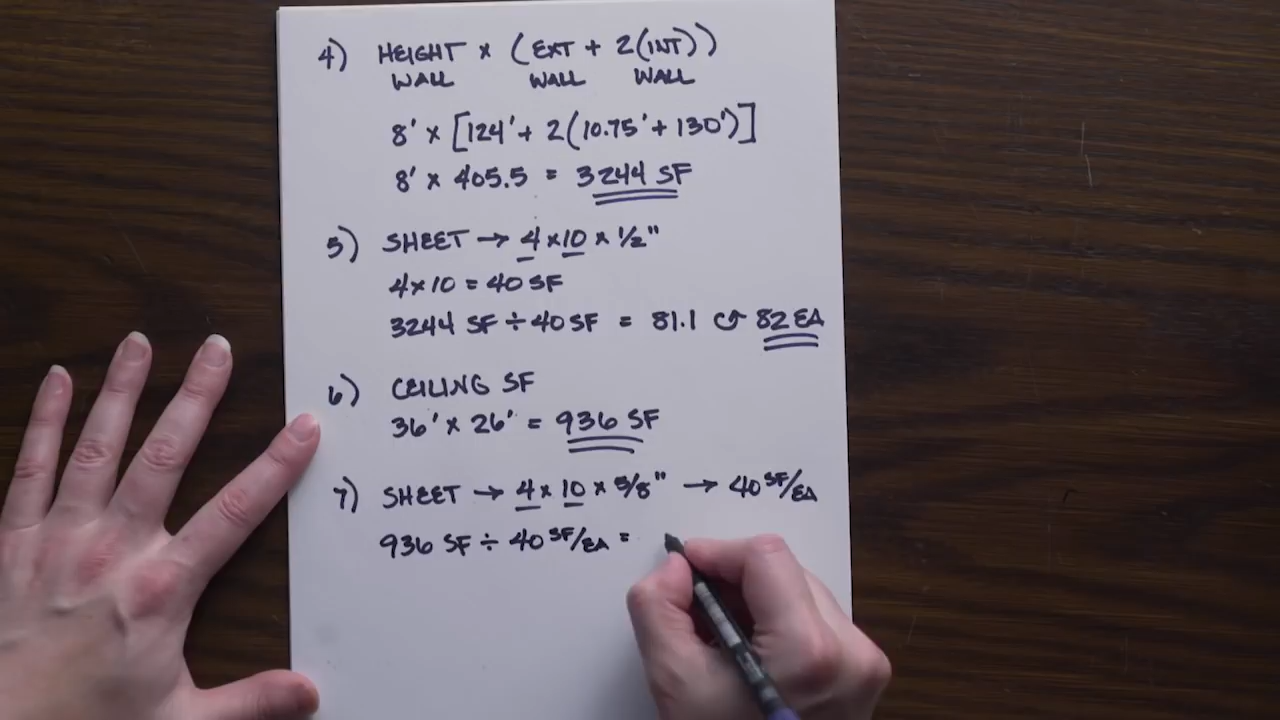 4) HEIGHT × (EXT + 2(INT))
WALL WALL WALL
8' × [124' + 2(10.75' + 130')]
8' × 405.5 = 3244 SF
5) SHEET → 4 × 10 × 1/2"
4 × 10 = 40 SF
3244 SF ÷ 40 SF = 81.1 ↺ 82 EA
6) CEILING SF
36' × 26' = 936 SF
7) SHEET → 4 × 10 × 5/8" → 40 SF/EA
936 SF ÷ 40 SF/EA =